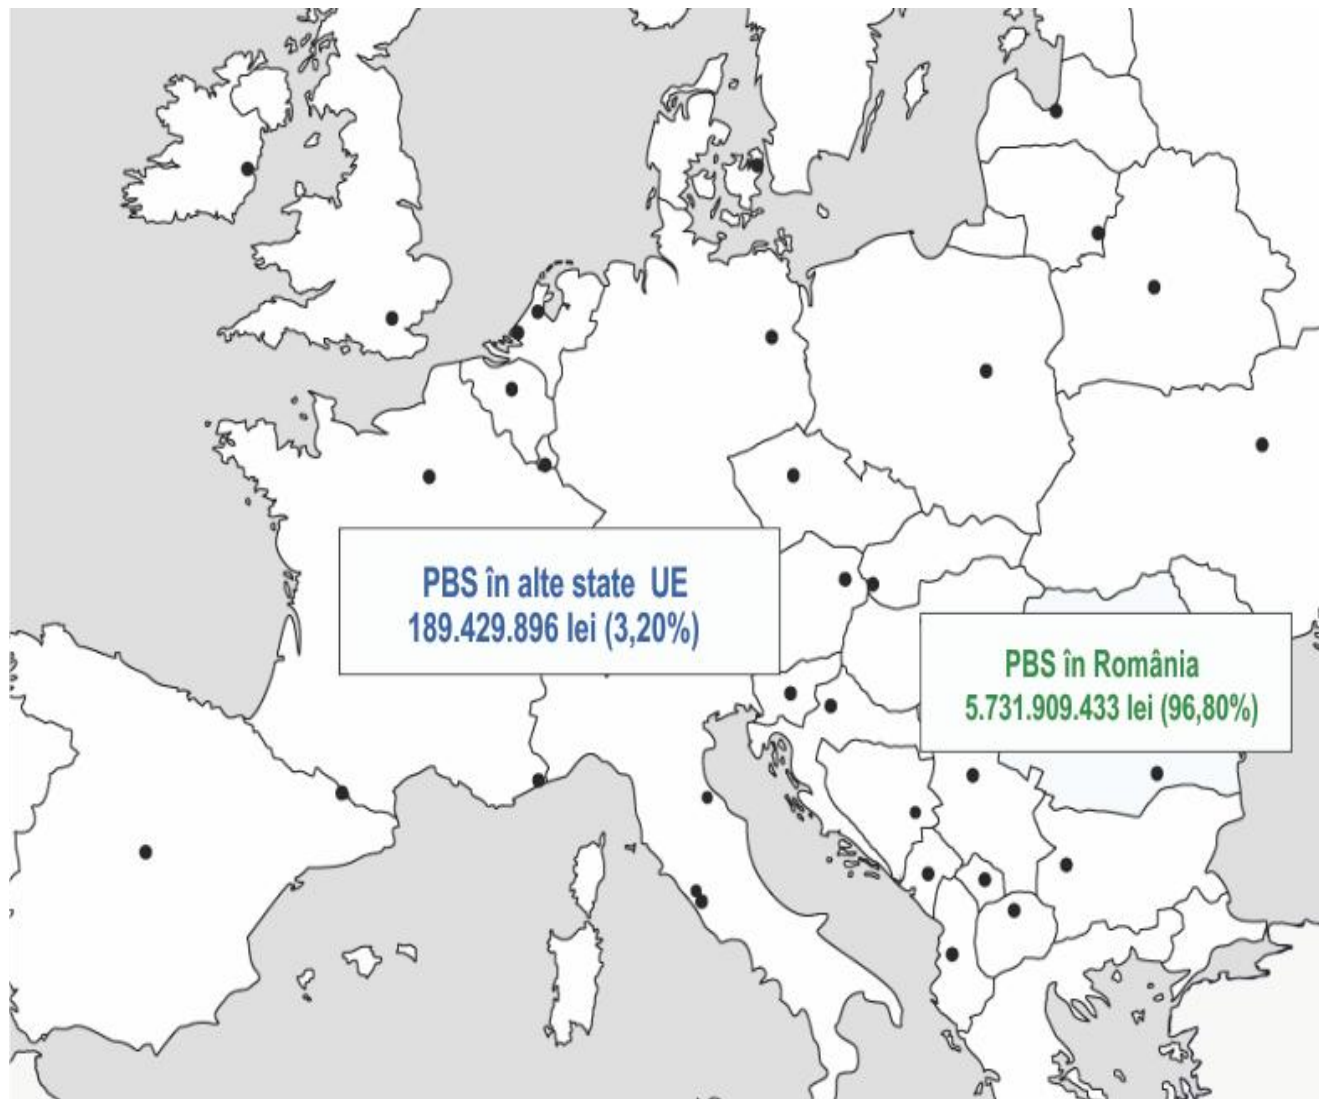 PBS în alte state UE
189.429.896 lei (3,20%)
PBS în România
5.731.909.433 lei (96,80%)